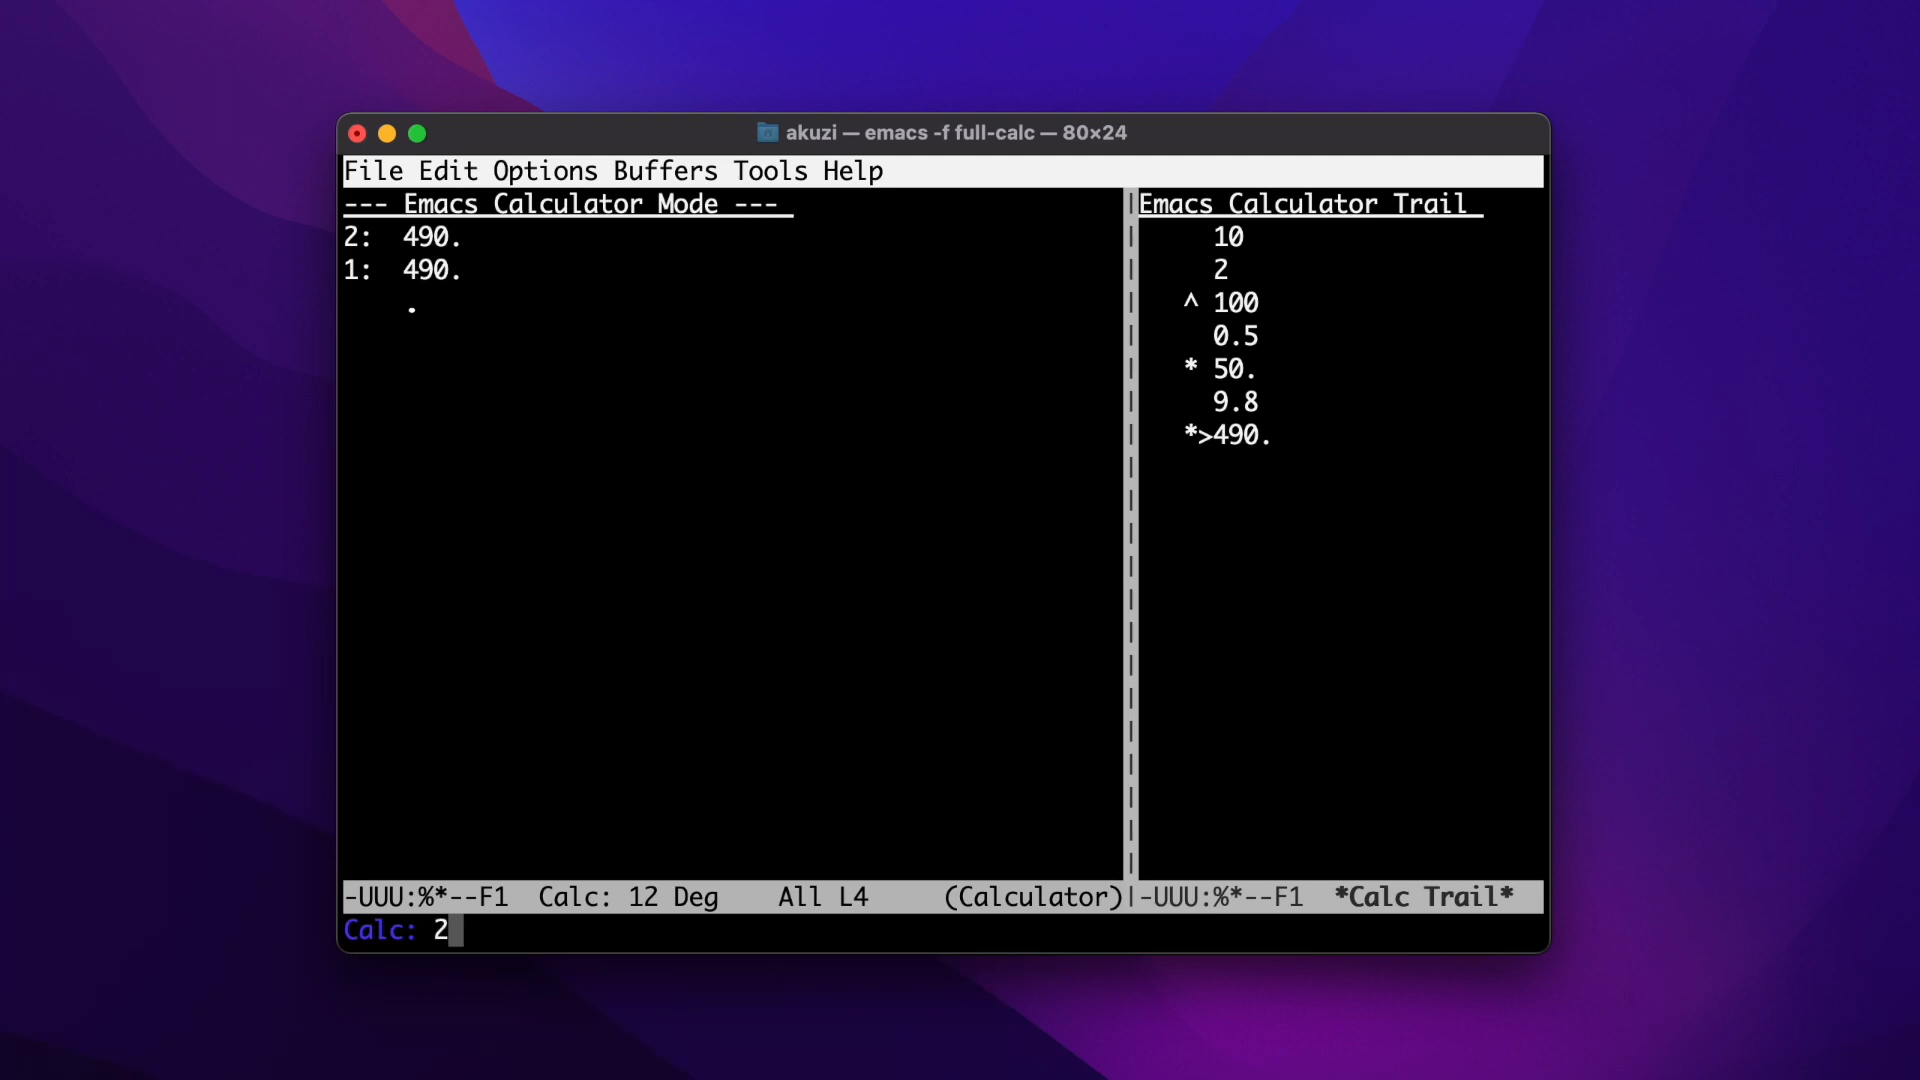 akuzi — emacs -f full-calc — 80×24
File Edit Options Buffers Tools Help
--- Emacs Calculator Mode ---
2:  490.
1:  490.
.
Emacs Calculator Trail
10
2
^ 100
0.5
* 50.
9.8
*>490.
-UUU:%*--F1  Calc: 12 Deg    All L4     (Calculator)|-UUU:%*--F1  *Calc Trail*
Calc: 2